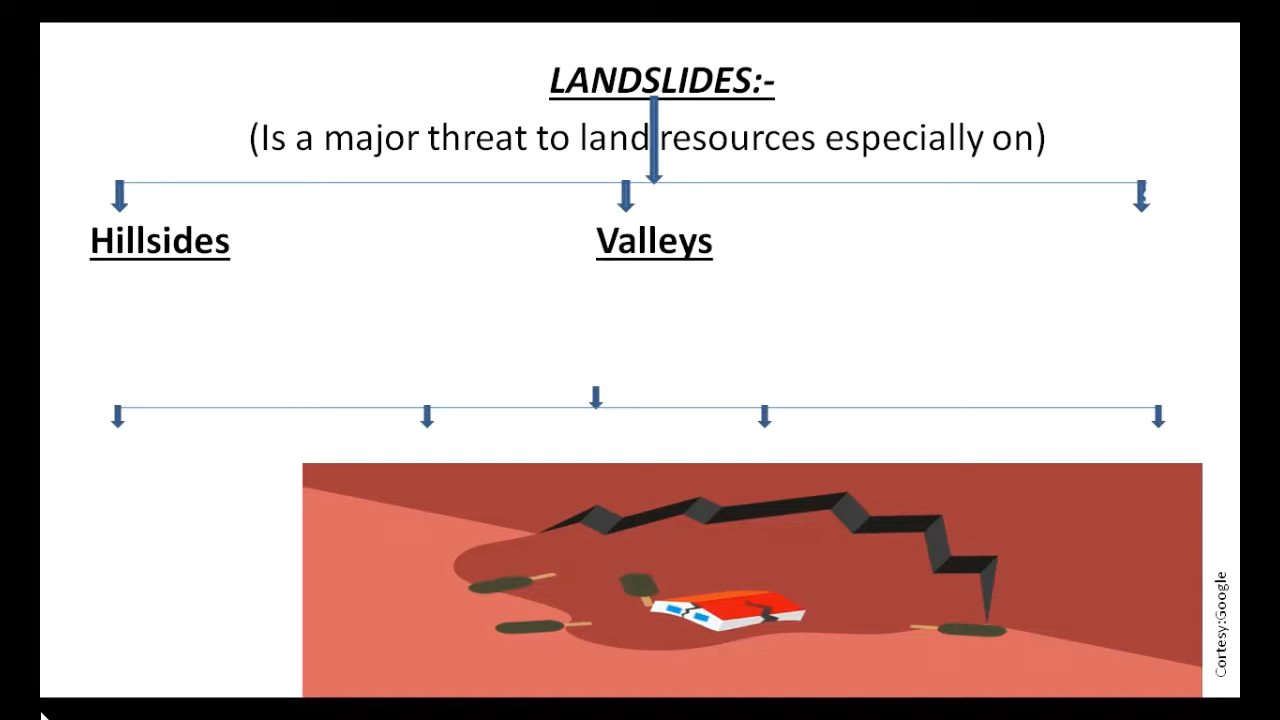 LANDSLIDES:-
(Is a major threat to land resources especially on)
Hillsides
Valleys
Cortesy:Google